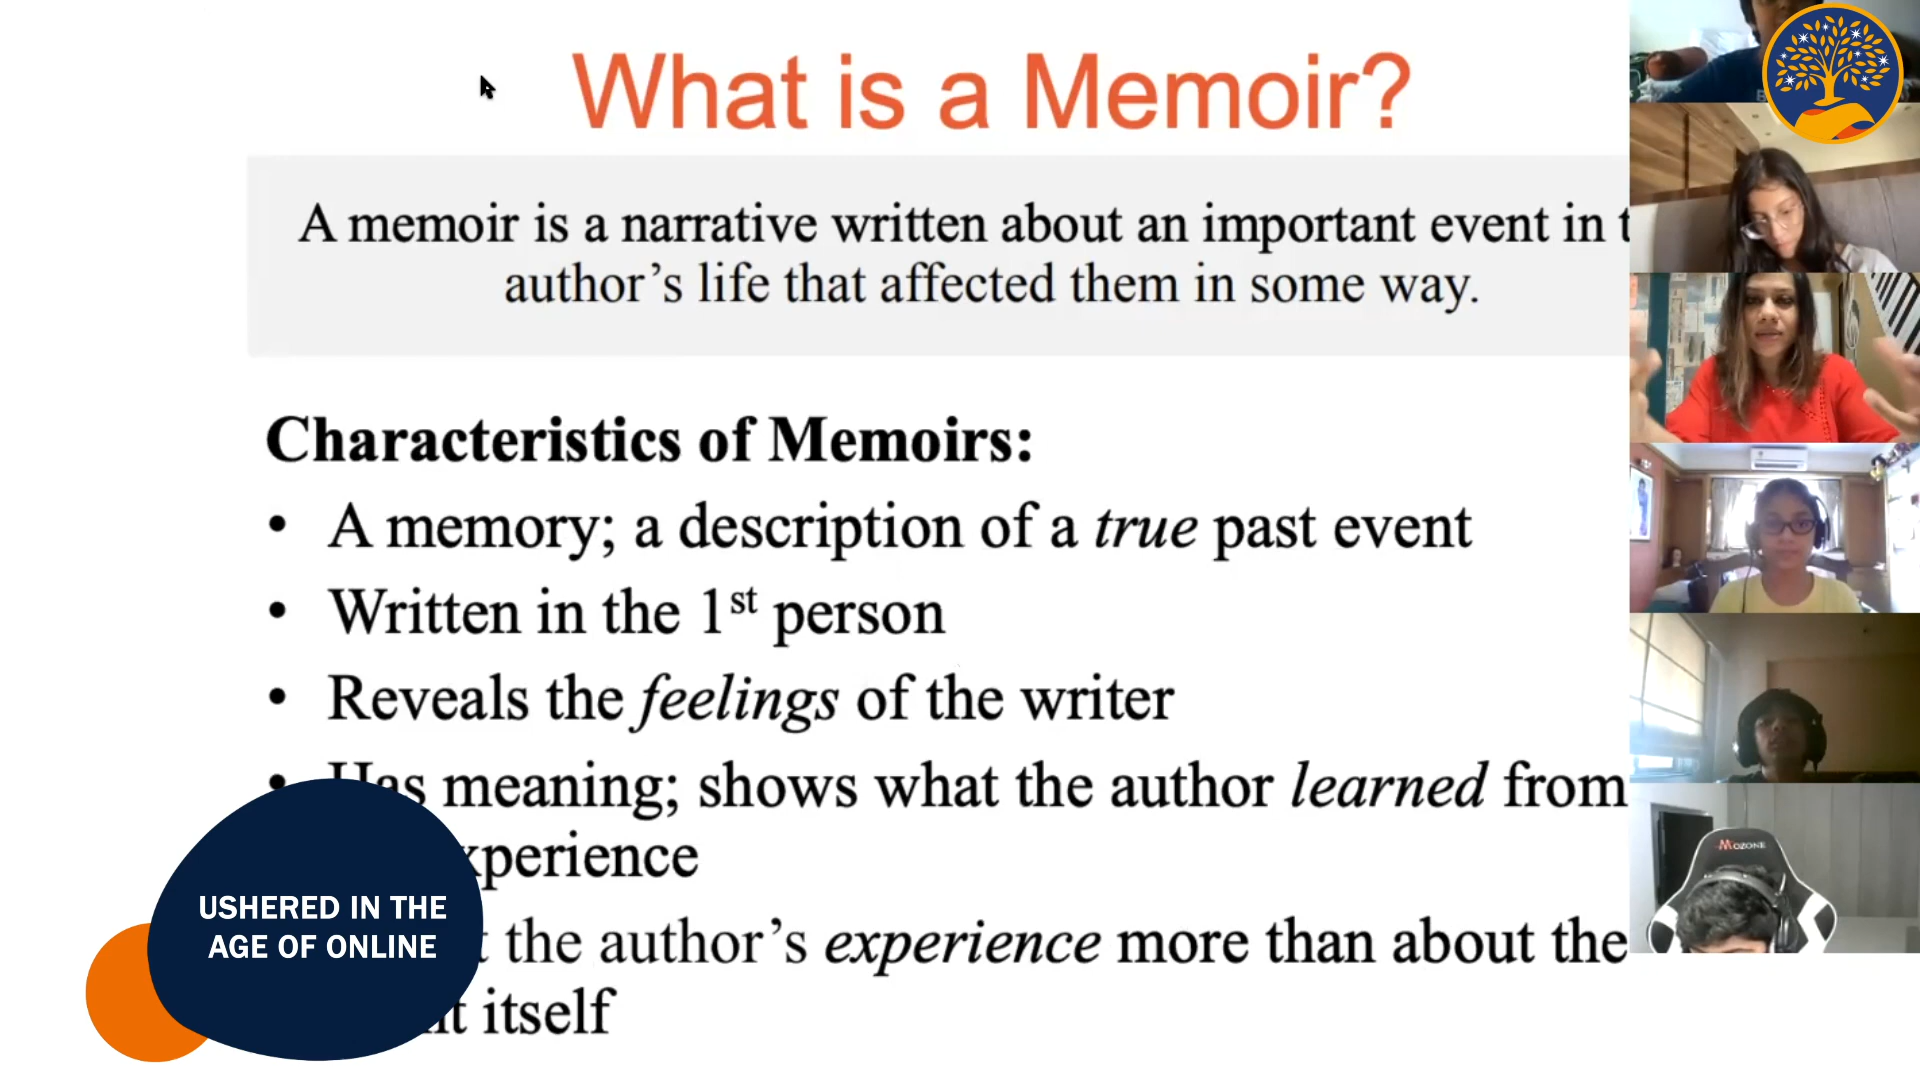 What is a Memoir?
A memoir is a narrative written about an important event in
author's life that affected them in some way.
Characteristics of Memoirs:
• A memory; a description of a true past event
• Written in the 1st person
• Reveals the feelings of the writer
• Has meaning; shows what the author learned from
xperience
the author's experience more than about the
itself
USHERED IN THE
AGE OF ONLINE
MOZONE